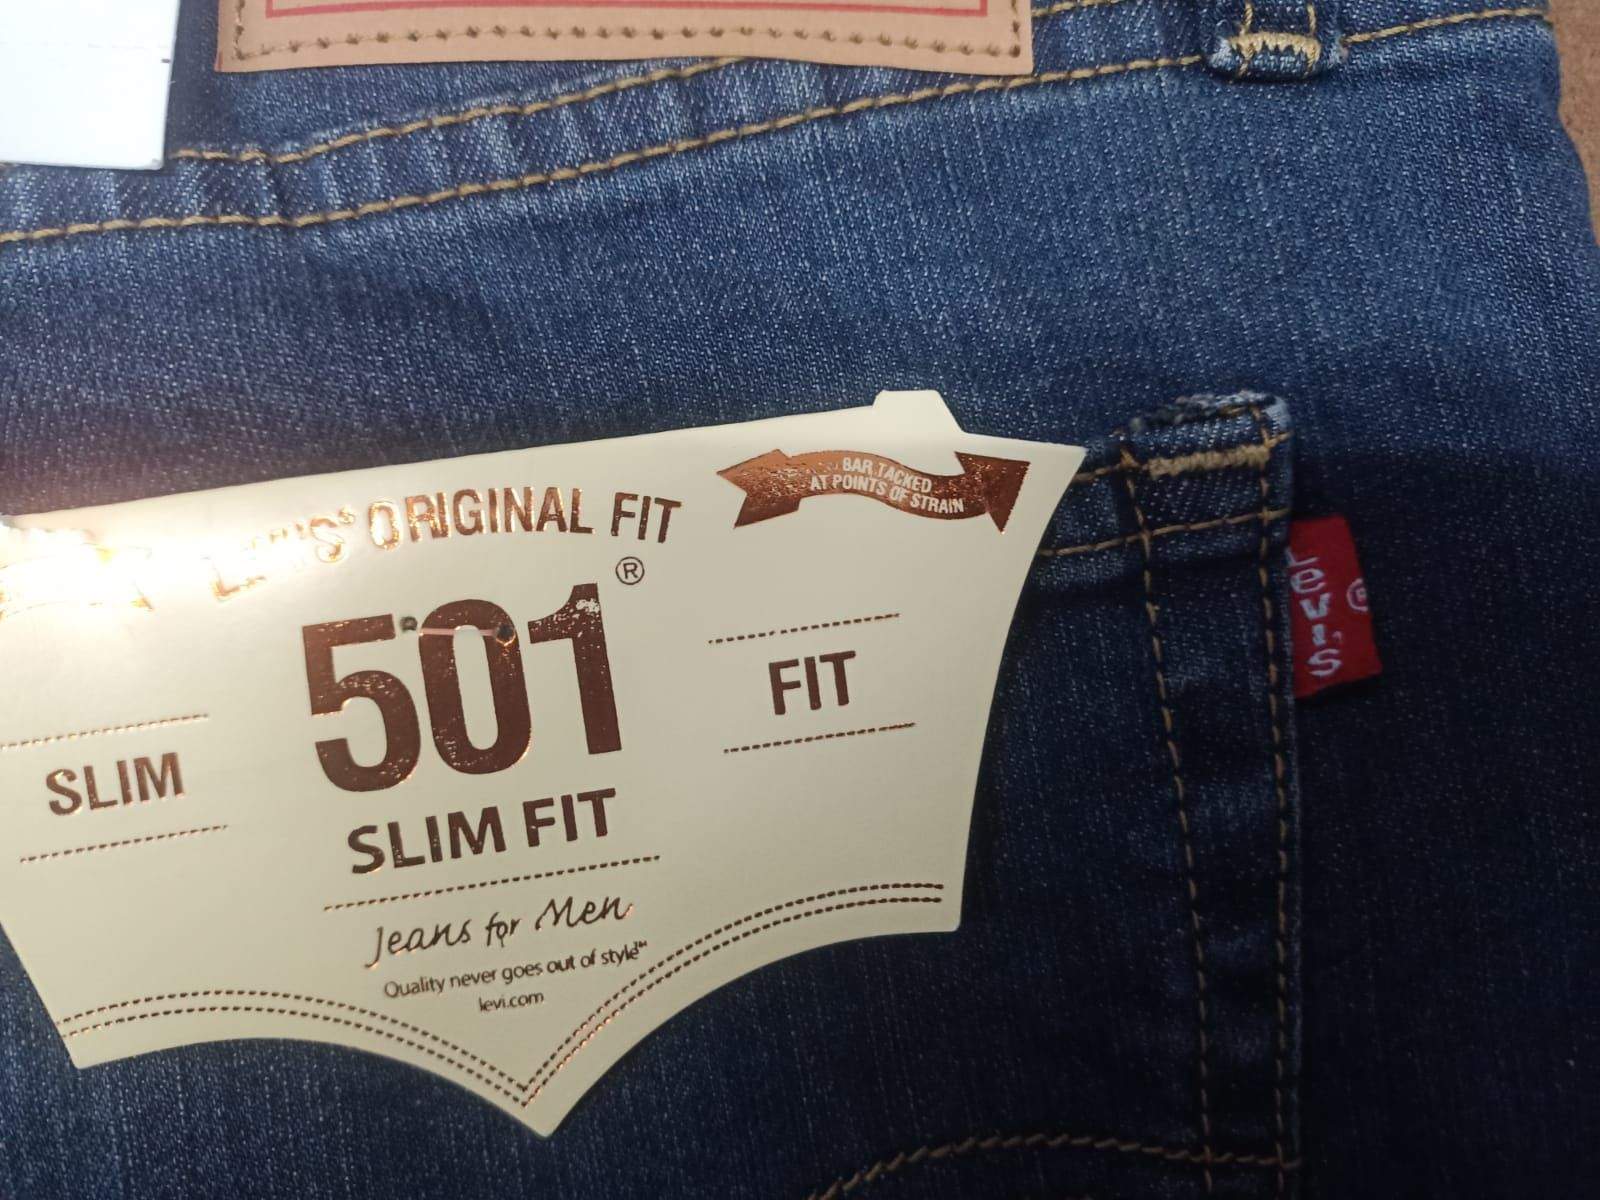 LEVI'S® ORIGINAL FIT
BAR TACKED
AT POINTS OF STRAIN
501®
SLIM
FIT
SLIM FIT
Jeans for Men
Quality never goes out of style™
levi.com
Levi's ®